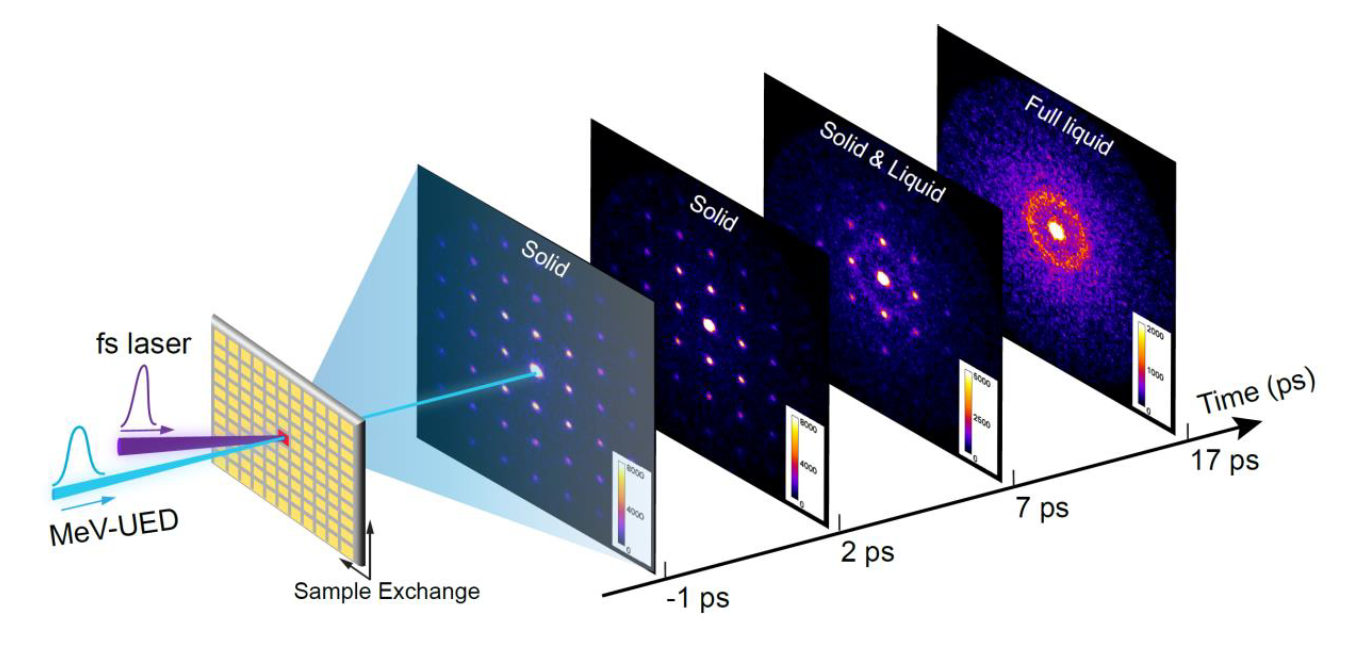 fs laser
MeV-UED
Sample Exchange
Solid
8000
4000
0
Solid
8000
4000
0
Solid & Liquid
5000
2500
0
Full liquid
2000
1000
0
-1 ps
2 ps
7 ps
17 ps
Time (ps)